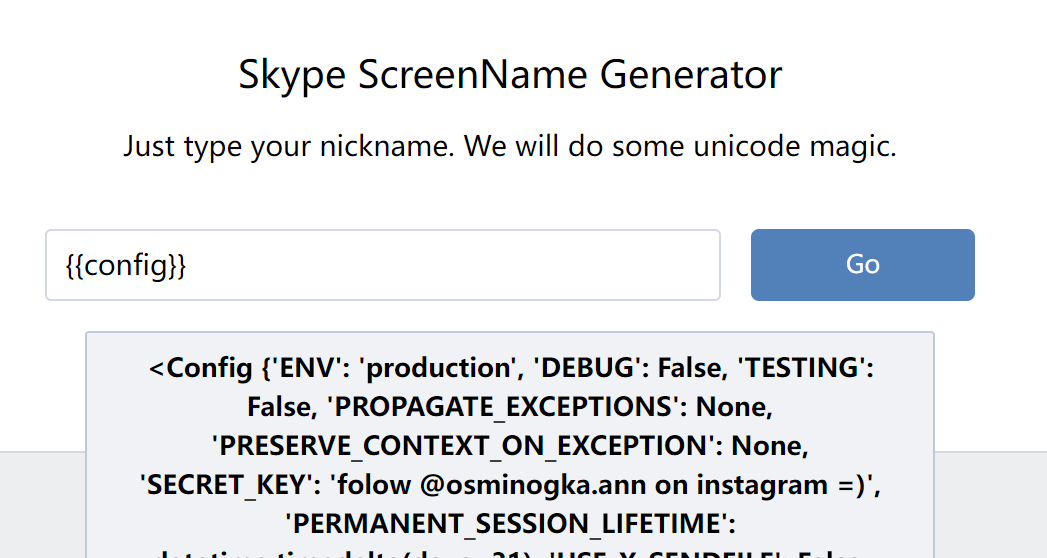 Skype ScreenName Generator
Just type your nickname. We will do some unicode magic.
{{config}}
Go
<Config {'ENV': 'production', 'DEBUG': False, 'TESTING':
False, 'PROPAGATE_EXCEPTIONS': None,
'PRESERVE_CONTEXT_ON_EXCEPTION': None,
'SECRET_KEY': 'folow @osminogka.ann on instagram =)',
'PERMANENT_SESSION_LIFETIME':